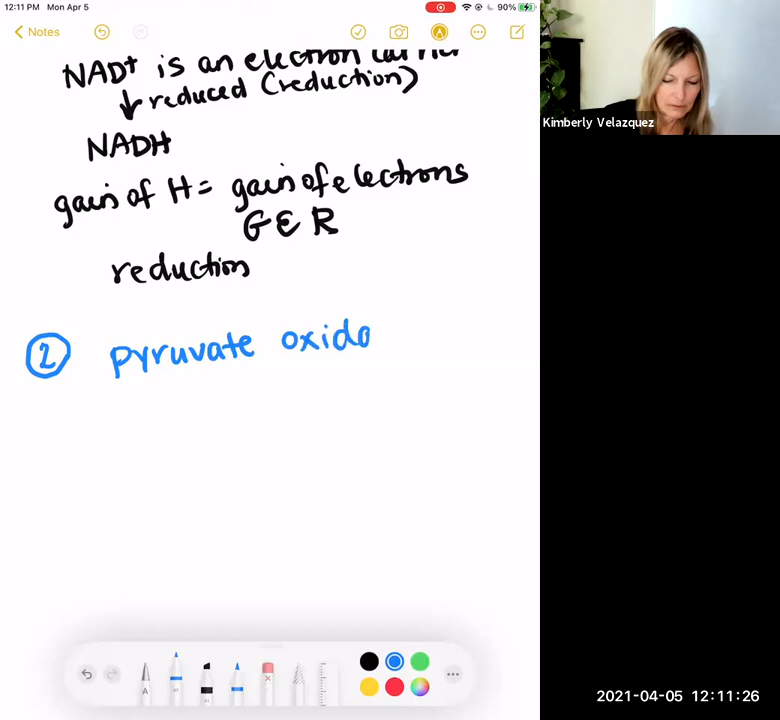 12:11 PM Mon Apr 5
90%
Notes
NAD+ is an electron
reduced (reduction)
NADH
gain of H = gain of electrons
GER
reduction
2 pyruvate oxida
Kimberly Velazquez
2021-04-05 12:11:26